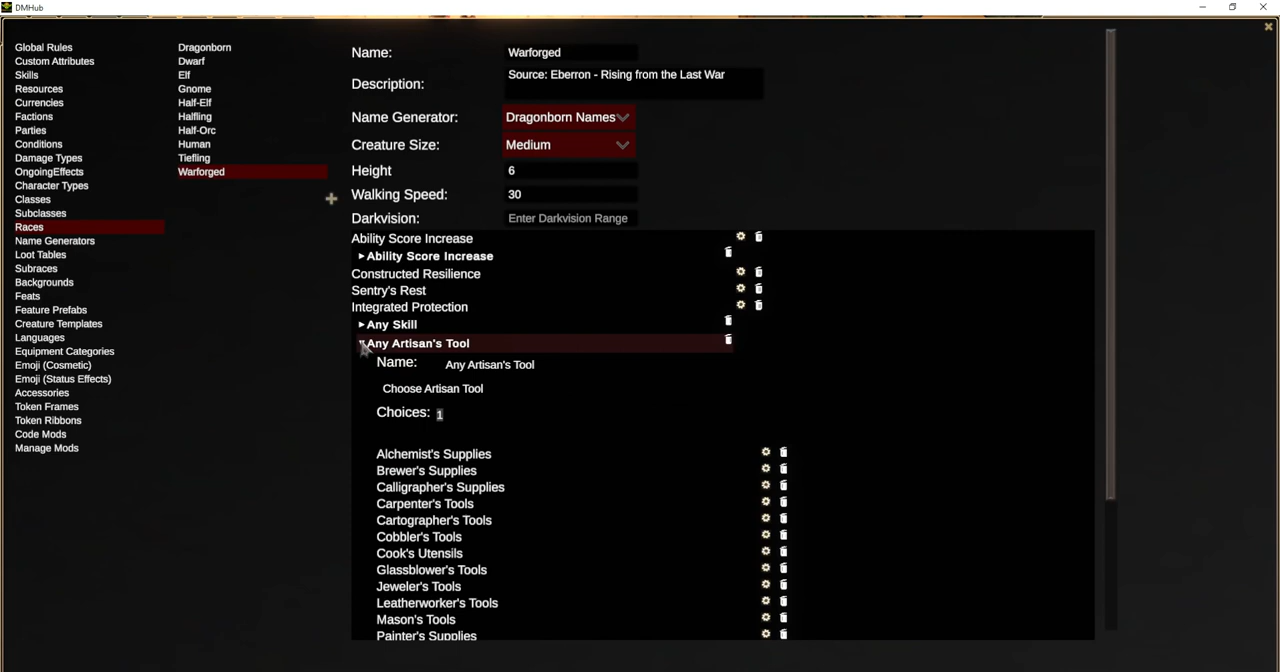 DMHub
Global Rules
Custom Attributes
Skills
Resources
Currencies
Factions
Parties
Conditions
Damage Types
OngoingEffects
Character Types
Classes
Subclasses
Races
Name Generators
Loot Tables
Subraces
Backgrounds
Feats
Feature Prefabs
Creature Templates
Languages
Equipment Categories
Emoji (Cosmetic)
Emoji (Status Effects)
Accessories
Token Frames
Token Ribbons
Code Mods
Manage Mods
Dragonborn
Dwarf
Elf
Gnome
Half-Elf
Halfling
Half-Orc
Human
Tiefling
Warforged
Name: Warforged
Description: Source: Eberron - Rising from the Last War
Name Generator: Dragonborn Names
Creature Size: Medium
Height 6
Walking Speed: 30
Darkvision: Enter Darkvision Range
Ability Score Increase
Ability Score Increase
Constructed Resilience
Sentry's Rest
Integrated Protection
Any Skill
Any Artisan's Tool
Name: Any Artisan's Tool
Choose Artisan Tool
Choices: 1
Alchemist's Supplies
Brewer's Supplies
Calligrapher's Supplies
Carpenter's Tools
Cartographer's Tools
Cobbler's Tools
Cook's Utensils
Glassblower's Tools
Jeweler's Tools
Leatherworker's Tools
Mason's Tools
Painter's Supplies